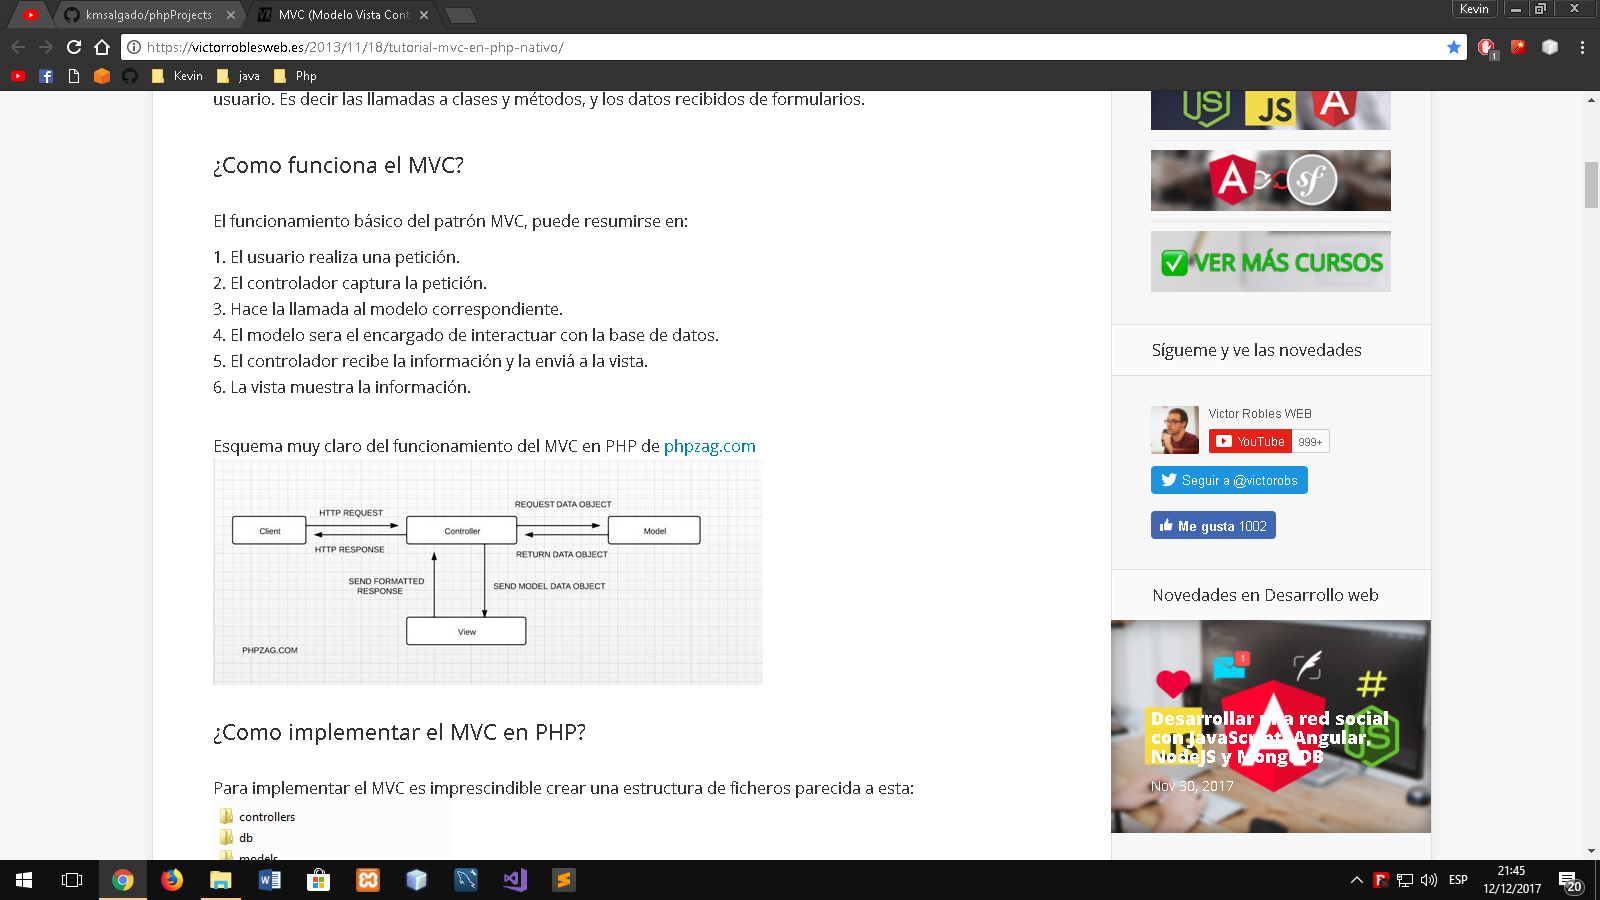 kmsalgado/phpProjects
MVC (Modelo Vista Cont
Kevin
https://victorroblesweb.es/2013/11/18/tutorial-mvc-en-php-nativo/
1
Kevin
java
Php
usuario. Es decir las llamadas a clases y métodos, y los datos recibidos de formularios.
¿Como funciona el MVC?
El funcionamiento básico del patrón MVC, puede resumirse en:
1. El usuario realiza una petición.
2. El controlador captura la petición.
3. Hace la llamada al modelo correspondiente.
4. El modelo sera el encargado de interactuar con la base de datos.
5. El controlador recibe la información y la enviá a la vista.
6. La vista muestra la información.
Esquema muy claro del funcionamiento del MVC en PHP de phpzag.com
HTTP REQUEST
REQUEST DATA OBJECT
Client
Controller
Model
HTTP RESPONSE
RETURN DATA OBJECT
SEND FORMATTED
RESPONSE
SEND MODEL DATA OBJECT
View
PHPZAG.COM
¿Como implementar el MVC en PHP?
Para implementar el MVC es imprescindible crear una estructura de ficheros parecida a esta:
controllers
db
models
JS
JS
A
A
sf
VER MÁS CURSOS
Sígueme y ve las novedades
Victor Robles WEB
YouTube 999+
Seguir a @victorobs
Me gusta 1002
Novedades en Desarrollo web
1
#
Desarrollar una red social
con JavaScript, Angular,
NodeJS y MongoDB
Nov 30, 2017
ESP
21:45
12/12/2017
20